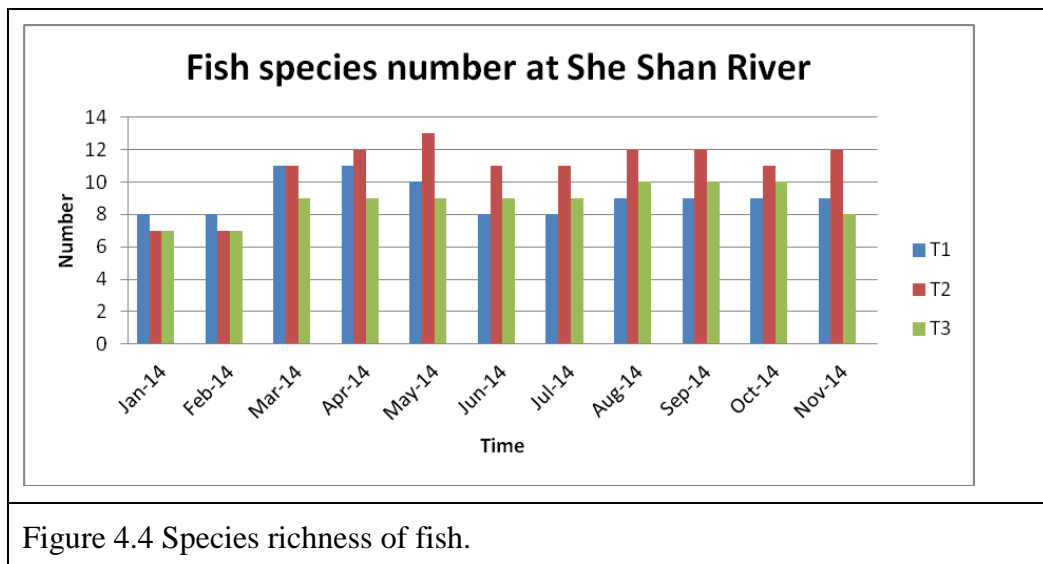 Fish species number at She Shan River
14
12
10
8
6
4
2
0
Number
Jan-14
Feb-14
Mar-14
Apr-14
May-14
Jun-14
Jul-14
Aug-14
Sep-14
Oct-14
Nov-14
Time
T1
T2
T3
Figure 4.4 Species richness of fish.